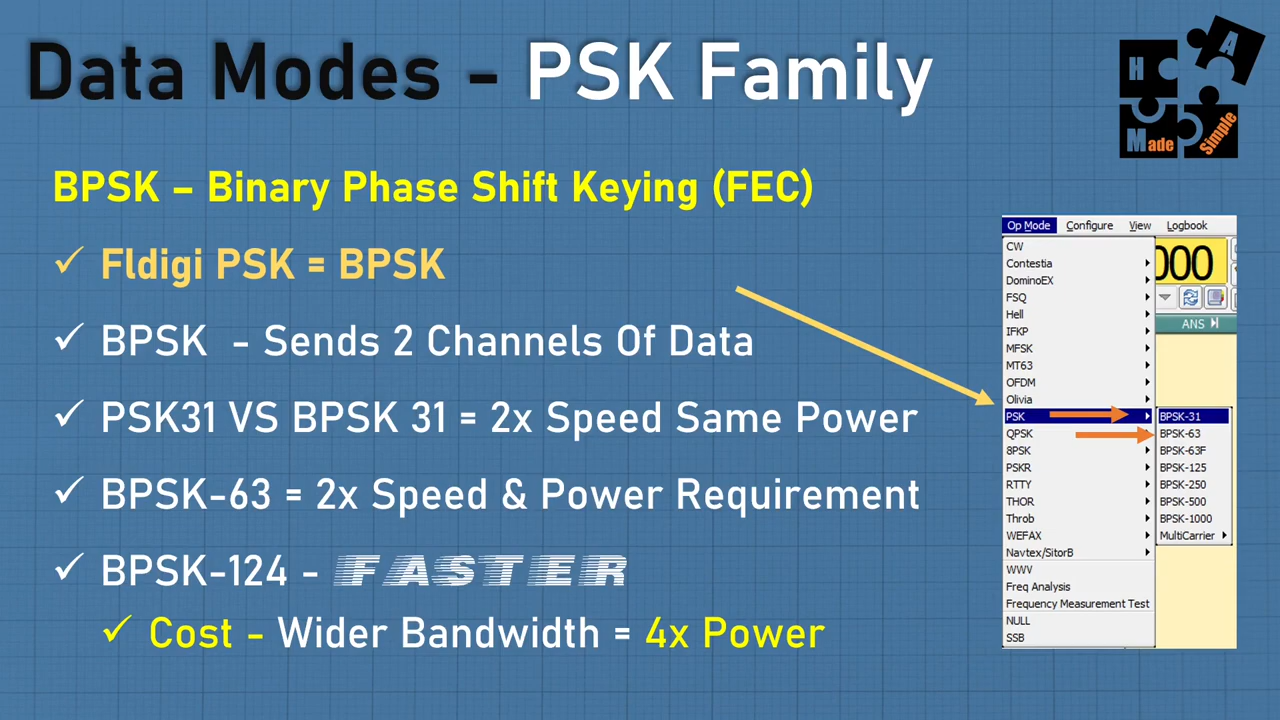 Data Modes - PSK Family
H A
Made Simple
BPSK – Binary Phase Shift Keying (FEC)
✓ Fldigi PSK = BPSK
✓ BPSK - Sends 2 Channels Of Data
✓ PSK31 VS BPSK 31 = 2x Speed Same Power
✓ BPSK-63 = 2x Speed & Power Requirement
✓ BPSK-124 - FASTER
✓ Cost - Wider Bandwidth = 4x Power
Op Mode Configure View Logbook
CW
Contestia
DominoEX
FSQ
Hell
IFKP
MFSK
MT63
OFDM
Olivia
PSK
QPSK
8PSK
PSKR
RTTY
THOR
Throb
WEFAX
Navtex/SitorB
WWV
Freq Analysis
Frequency Measurement Test
NULL
SSB
000
ANS
BPSK-31
BPSK-63
BPSK-63F
BPSK-125
BPSK-250
BPSK-500
BPSK-1000
MultiCarrier